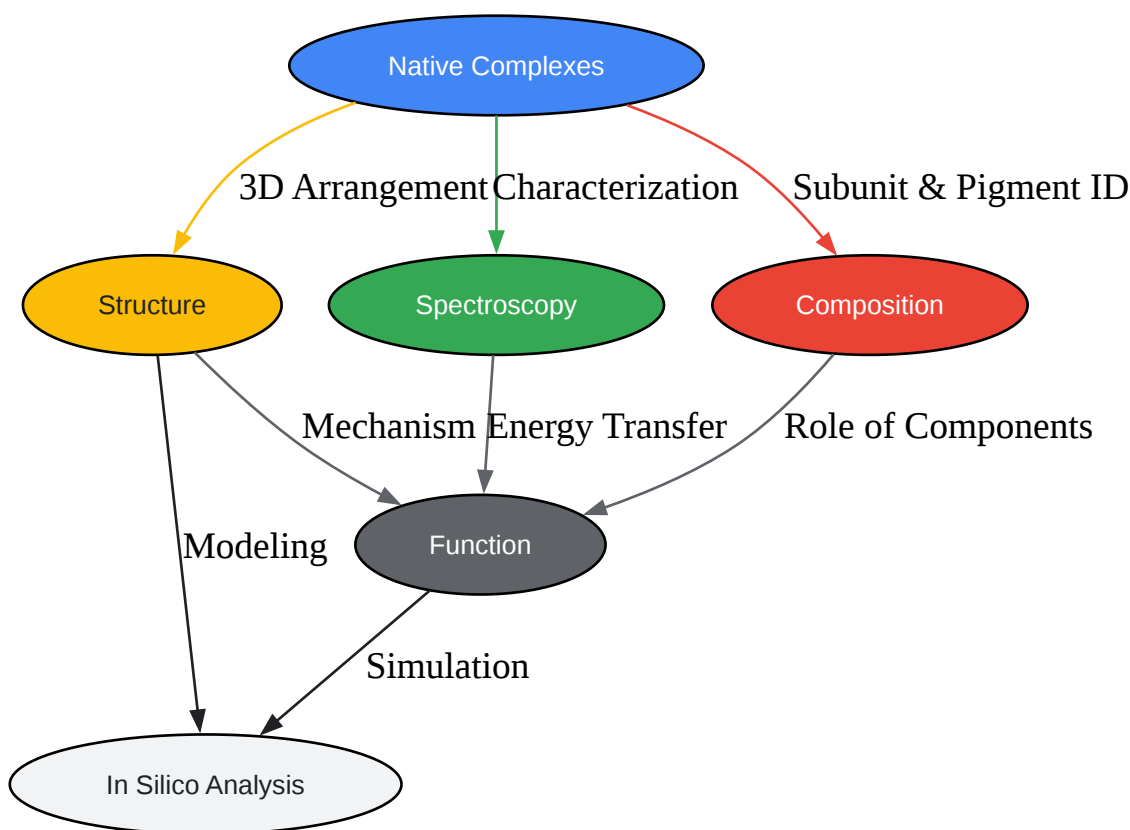 Native Complexes
3D Arrangement
Characterization
Subunit & Pigment ID
Structure
Spectroscopy
Composition
Mechanism
Energy Transfer
Role of Components
Function
Modeling
Simulation
In Silico Analysis